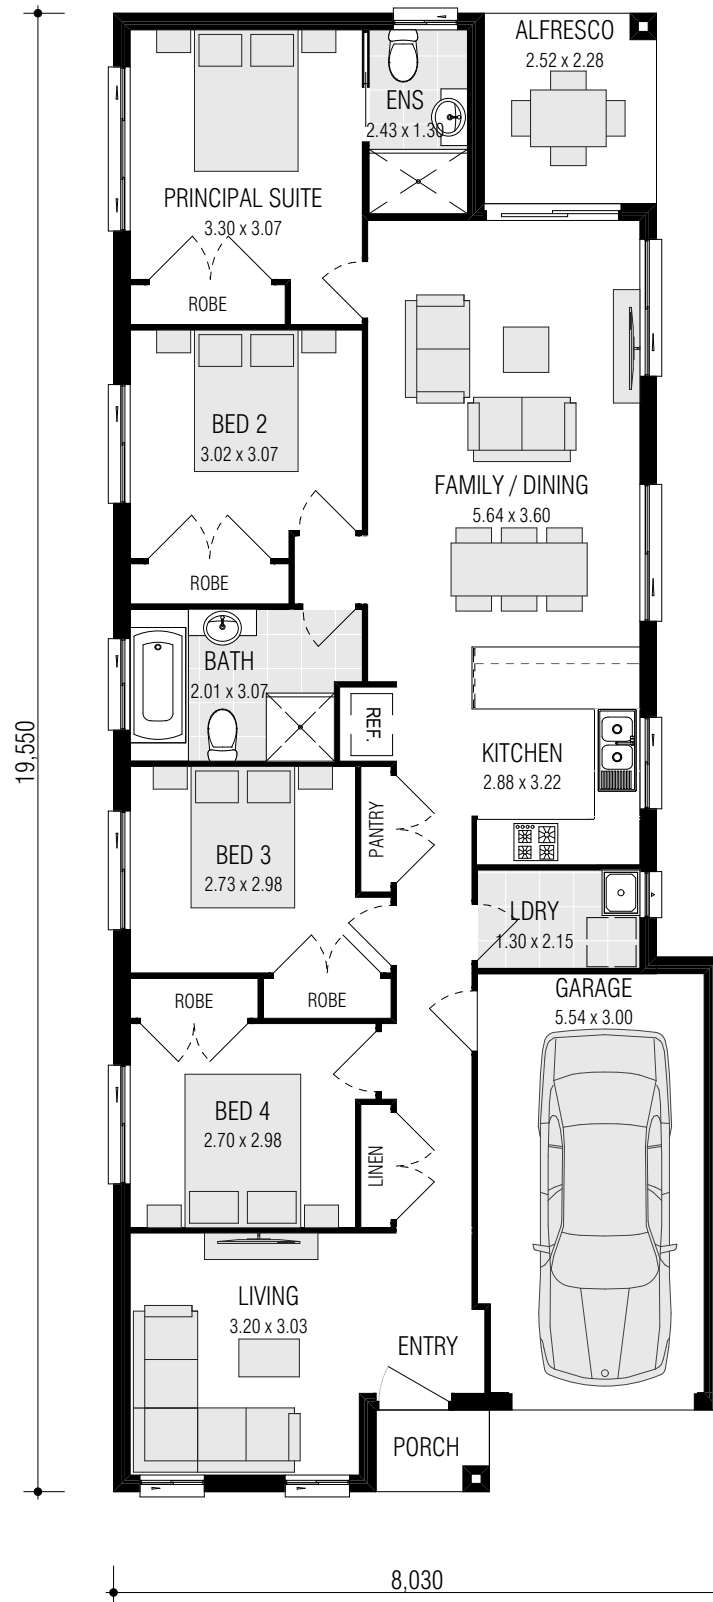 ALFRESCO
2.52 x 2.28
ENS
2.43 x 1.30
PRINCIPAL SUITE
3.30 x 3.07
ROBE
BED 2
3.02 x 3.07
FAMILY / DINING
5.64 x 3.60
ROBE
BATH
2.01 x 3.07
REF.
19,550
KITCHEN
2.88 x 3.22
PANTRY
BED 3
2.73 x 2.98
LDRY
1.30 x 2.15
ROBE
ROBE
GARAGE
5.54 x 3.00
BED 4
2.70 x 2.98
LINEN
LIVING
3.20 x 3.03
ENTRY
PORCH
8,030